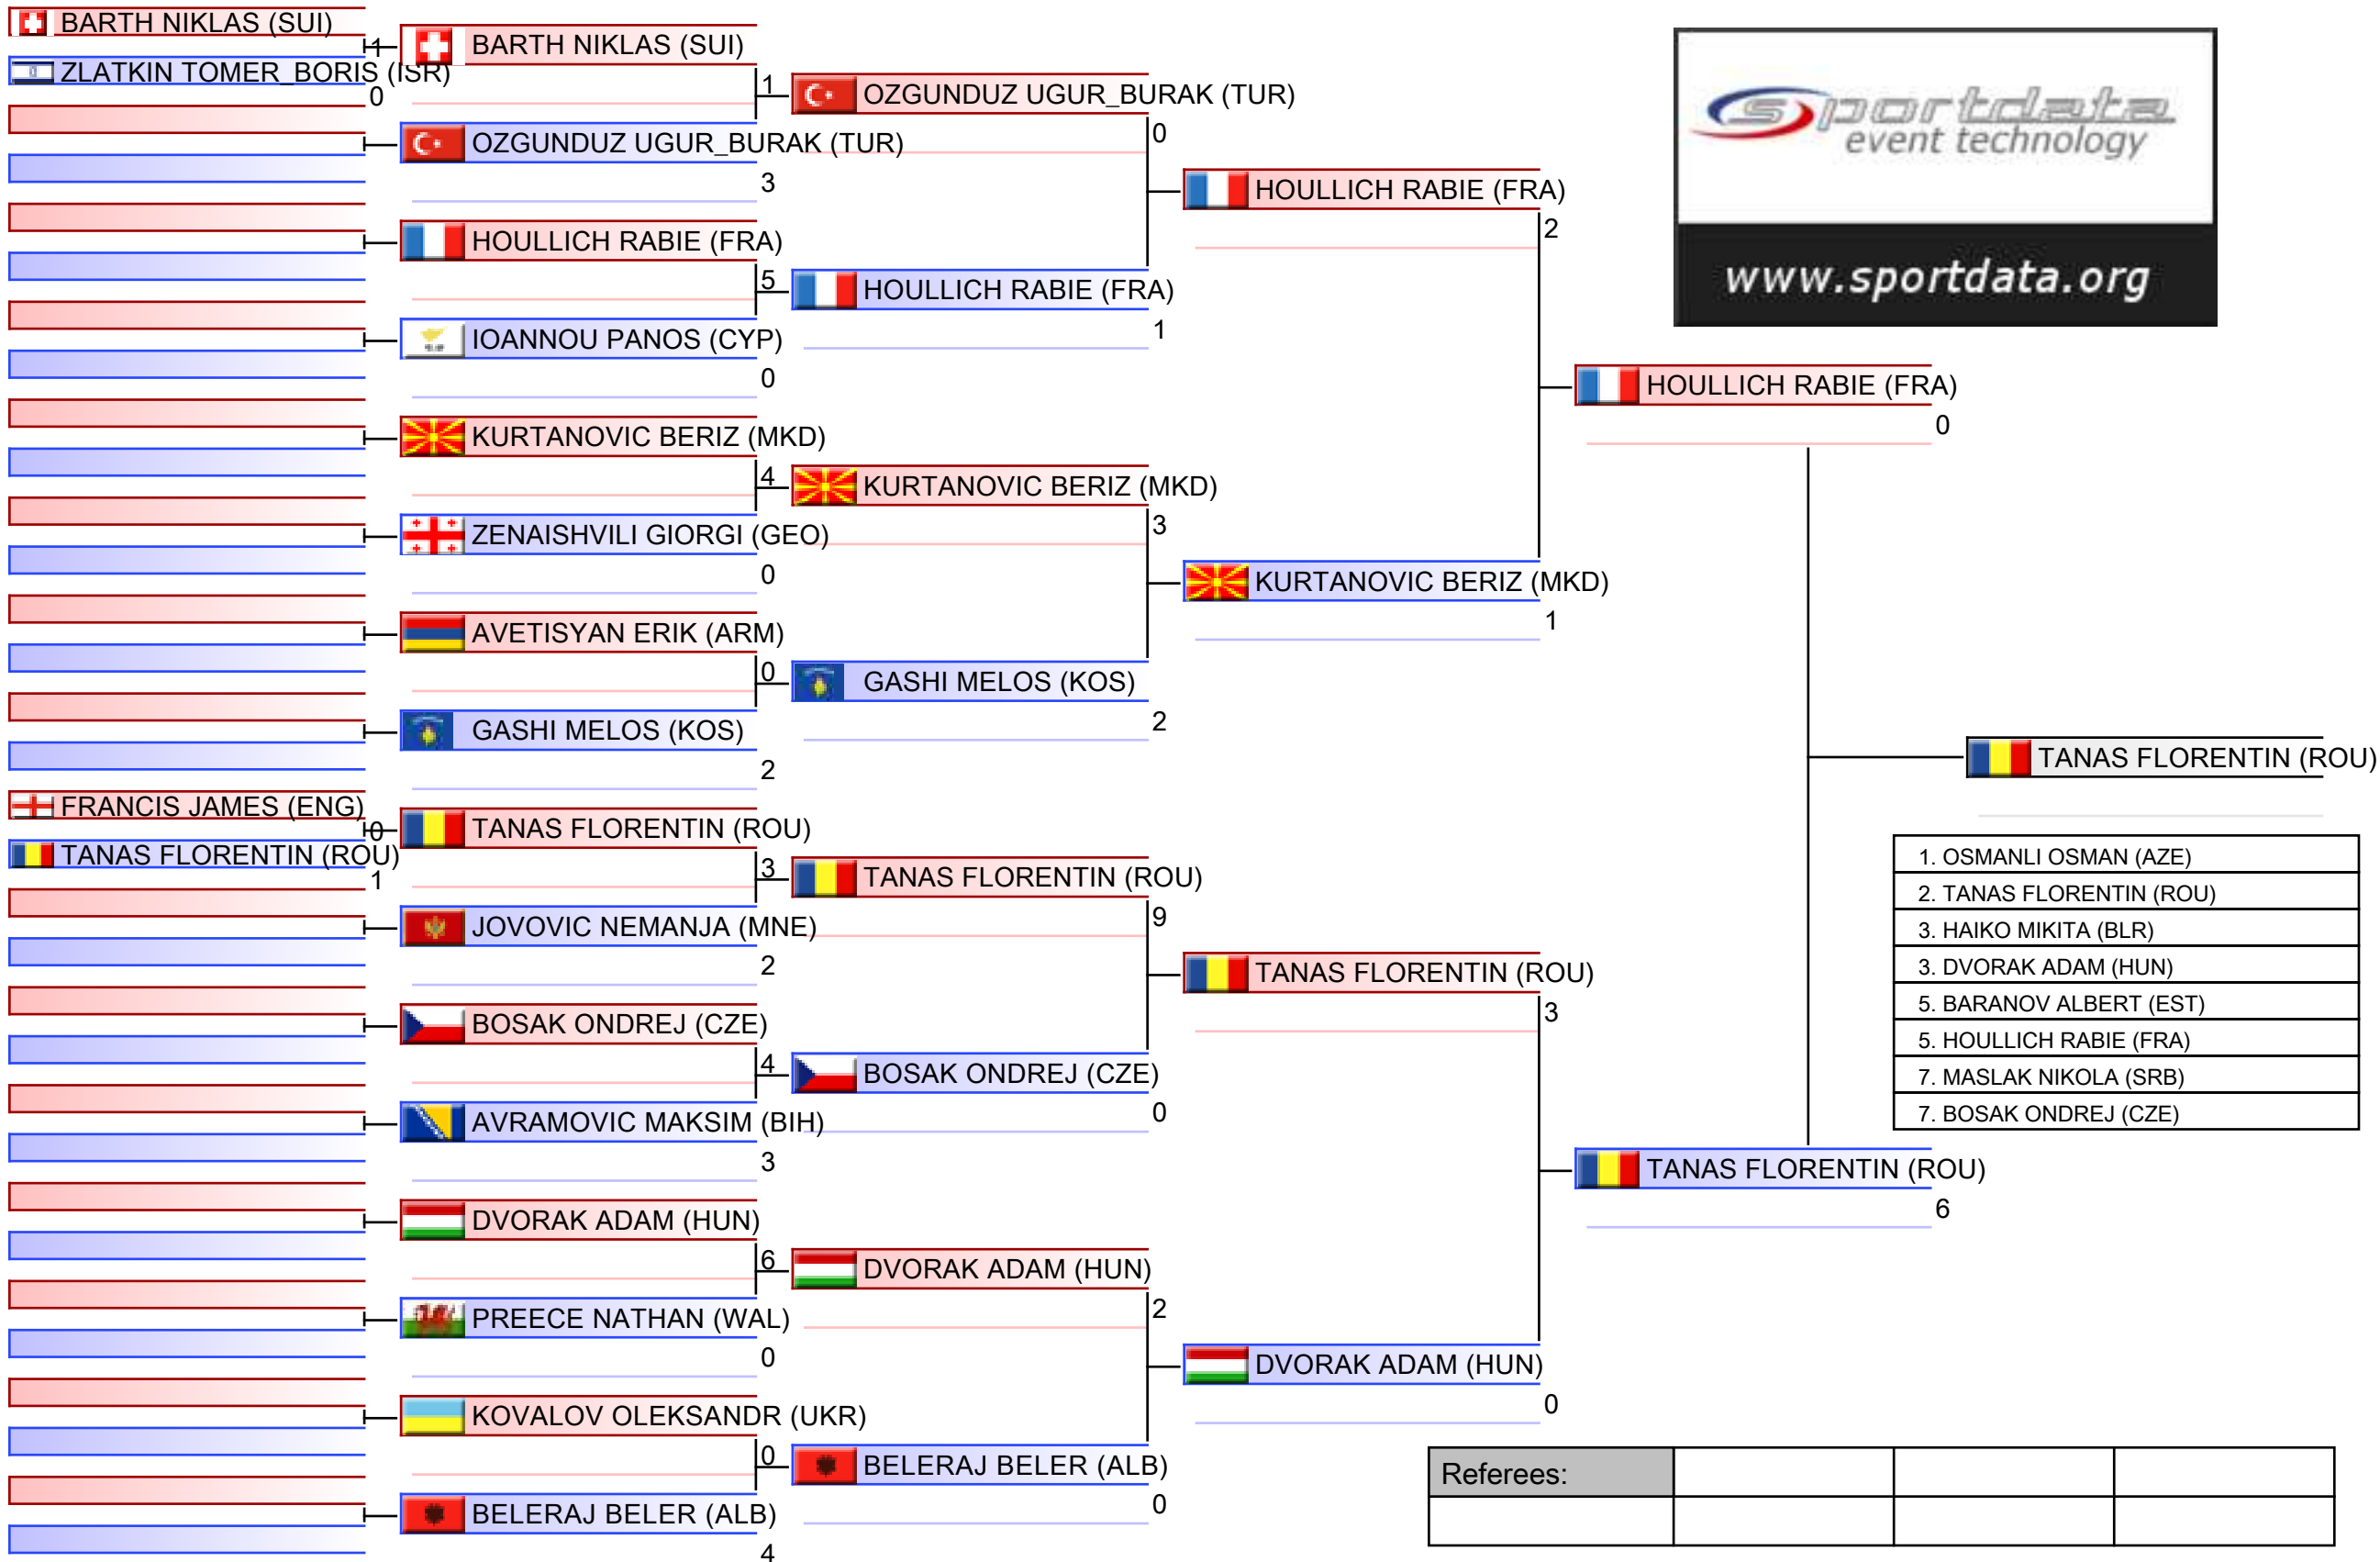 BARTH NIKLAS (SUI)
1
ZLATKIN TOMER_BORIS (ISR)
0
FRANCIS JAMES (ENG)
0
TANAS FLORENTIN (ROU)
1
BARTH NIKLAS (SUI)
1
OZGUNDUZ UGUR_BURAK (TUR)
3
HOULLICH RABIE (FRA)
5
IOANNOU PANOS (CYP)
0
KURTANOVIC BERIZ (MKD)
4
ZENAISHVILI GIORGI (GEO)
0
AVETISYAN ERIK (ARM)
0
GASHI MELOS (KOS)
2
TANAS FLORENTIN (ROU)
3
JOVOVIC NEMANJA (MNE)
2
BOSAK ONDREJ (CZE)
4
AVRAMOVIC MAKSIM (BIH)
3
DVORAK ADAM (HUN)
6
PREECE NATHAN (WAL)
0
KOVALOV OLEKSANDR (UKR)
0
BELERAJ BELER (ALB)
4
OZGUNDUZ UGUR_BURAK (TUR)
0
HOULLICH RABIE (FRA)
1
KURTANOVIC BERIZ (MKD)
3
GASHI MELOS (KOS)
2
TANAS FLORENTIN (ROU)
9
BOSAK ONDREJ (CZE)
0
DVORAK ADAM (HUN)
2
BELERAJ BELER (ALB)
0
HOULLICH RABIE (FRA)
2
KURTANOVIC BERIZ (MKD)
1
TANAS FLORENTIN (ROU)
3
DVORAK ADAM (HUN)
0
HOULLICH RABIE (FRA)
0
TANAS FLORENTIN (ROU)
6
TANAS FLORENTIN (ROU)
sportdata
event technology
www.sportdata.org
1. OSMANLI OSMAN (AZE)
2. TANAS FLORENTIN (ROU)
3. HAIKO MIKITA (BLR)
3. DVORAK ADAM (HUN)
5. BARANOV ALBERT (EST)
5. HOULLICH RABIE (FRA)
7. MASLAK NIKOLA (SRB)
7. BOSAK ONDREJ (CZE)
Referees: